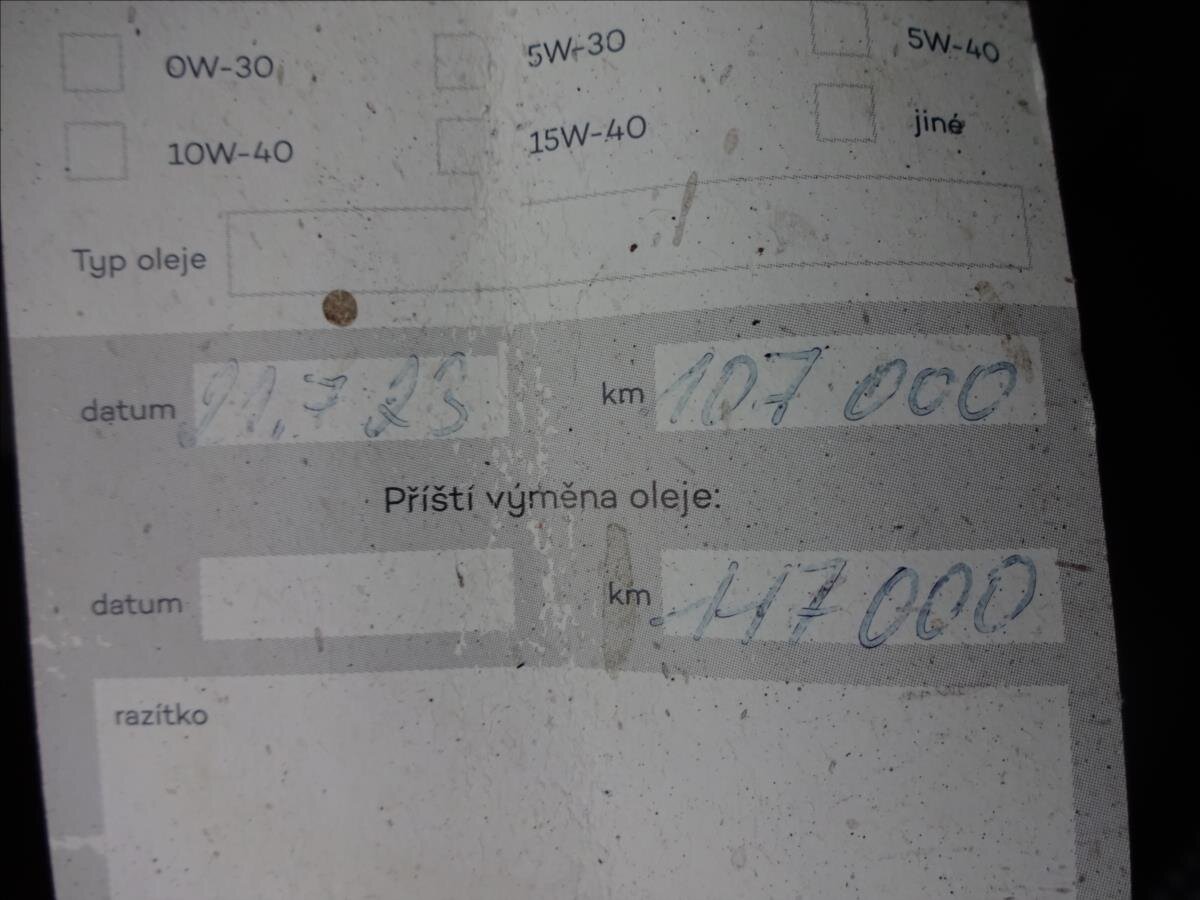 0W-30 5W-30 5W-40
10W-40 15W-40 jiné
Typ oleje
datum 21.7 23 km 107 000
Příští výměna oleje:
datum km 117 000
razítko